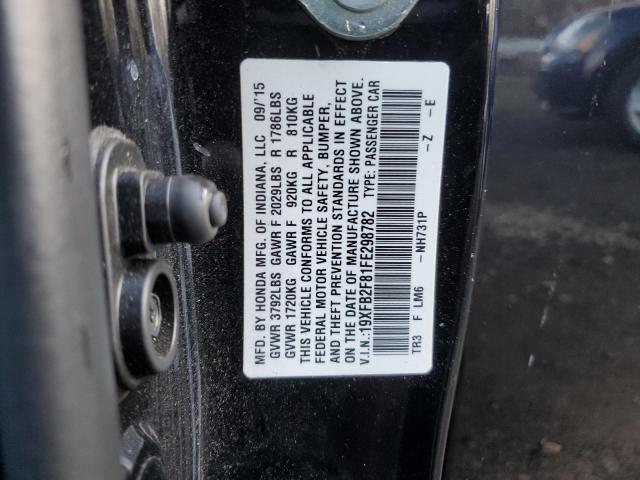 MFD. BY HONDA MFG. OF INDIANA, LLC 09/'15
GVWR 3792LBS GAWR F 2029LBS R 1786LBS
GVWR 1720KG GAWR F 920KG R 810KG
THIS VEHICLE CONFORMS TO ALL APPLICABLE
FEDERAL MOTOR VEHICLE SAFETY, BUMPER,
AND THEFT PREVENTION STANDARDS IN EFFECT
ON THE DATE OF MANUFACTURE SHOWN ABOVE.
V.I.N.:19XFB2F91FE298782 TYPE: PASSENGER CAR
TR3 F LM6 -NH731P -Z -E